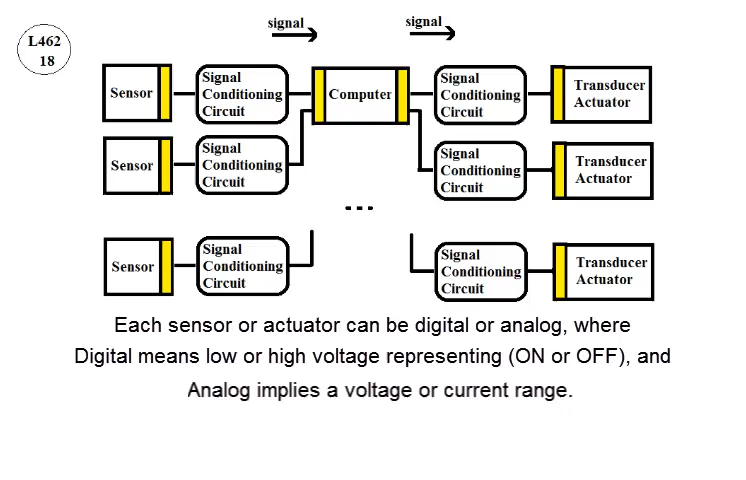 signal
signal
L462
18
Sensor
Signal
Conditioning
Circuit
Computer
Signal
Conditioning
Circuit
Transducer
Actuator
Sensor
Signal
Conditioning
Circuit
Signal
Conditioning
Circuit
Transducer
Actuator
...
Sensor
Signal
Conditioning
Circuit
Signal
Conditioning
Circuit
Transducer
Actuator
Each sensor or actuator can be digital or analog, where
Digital means low or high voltage representing (ON or OFF), and
Analog implies a voltage or current range.